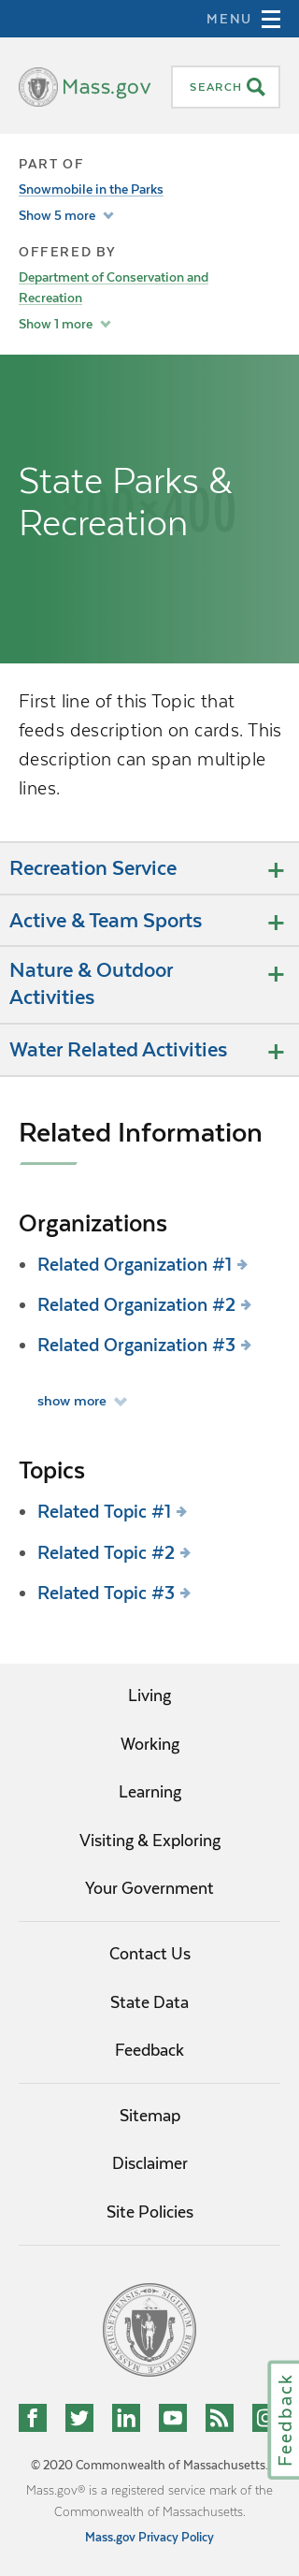 MENU
Mass.gov
SEARCH
PART OF
Snowmobile in the Parks
Show 5 more
OFFERED BY
Department of Conservation and
Recreation
Show 1 more
State Parks &
Recreation
First line of this Topic that
feeds description on cards. This
description can span multiple
lines.
Recreation Service
Active & Team Sports
Nature & Outdoor
Activities
Water Related Activities
Related Information
Organizations
Related Organization #1
Related Organization #2
Related Organization #3
show more
Topics
Related Topic #1
Related Topic #2
Related Topic #3
Living
Working
Learning
Visiting & Exploring
Your Government
Contact Us
State Data
Feedback
Sitemap
Disclaimer
Site Policies
Feedback
© 2020 Commonwealth of Massachusetts.
Mass.gov® is a registered service mark of the
Commonwealth of Massachusetts.
Mass.gov Privacy Policy